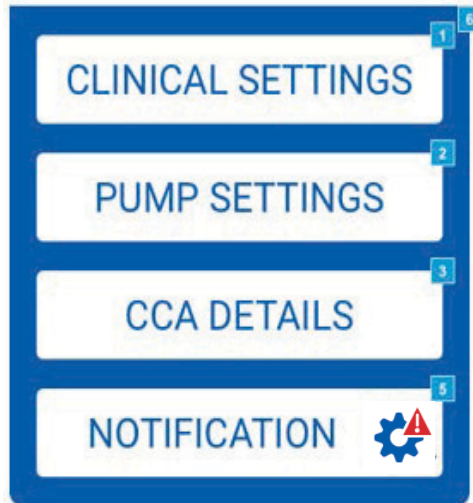 6
1
CLINICAL SETTINGS
2
PUMP SETTINGS
3
CCA DETAILS
5
NOTIFICATION